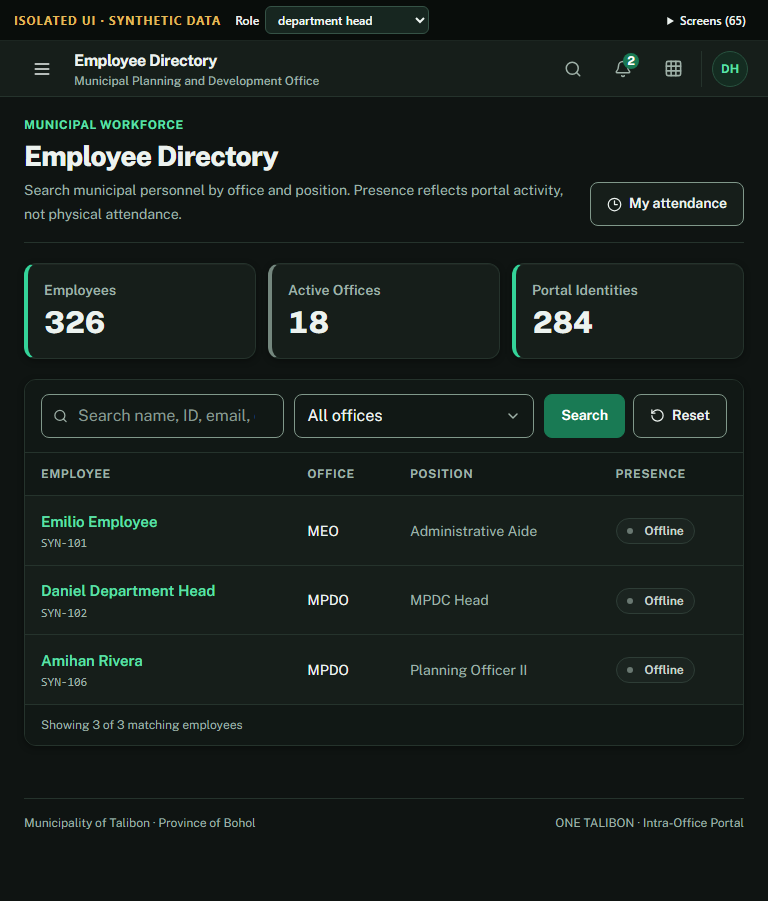 ISOLATED UI · SYNTHETIC DATA Role department head Screens (65)
Employee Directory
Municipal Planning and Development Office
2
DH
MUNICIPAL WORKFORCE
Employee Directory
Search municipal personnel by office and position. Presence reflects portal activity,
not physical attendance.
My attendance
Employees
326
Active Offices
18
Portal Identities
284
Search name, ID, email, All offices Search Reset
EMPLOYEE OFFICE POSITION PRESENCE
Emilio Employee
SYN-101
MEO Administrative Aide Offline
Daniel Department Head
SYN-102
MPDO MPDC Head Offline
Amihan Rivera
SYN-106
MPDO Planning Officer II Offline
Showing 3 of 3 matching employees
Municipality of Talibon · Province of Bohol ONE TALIBON · Intra-Office Portal